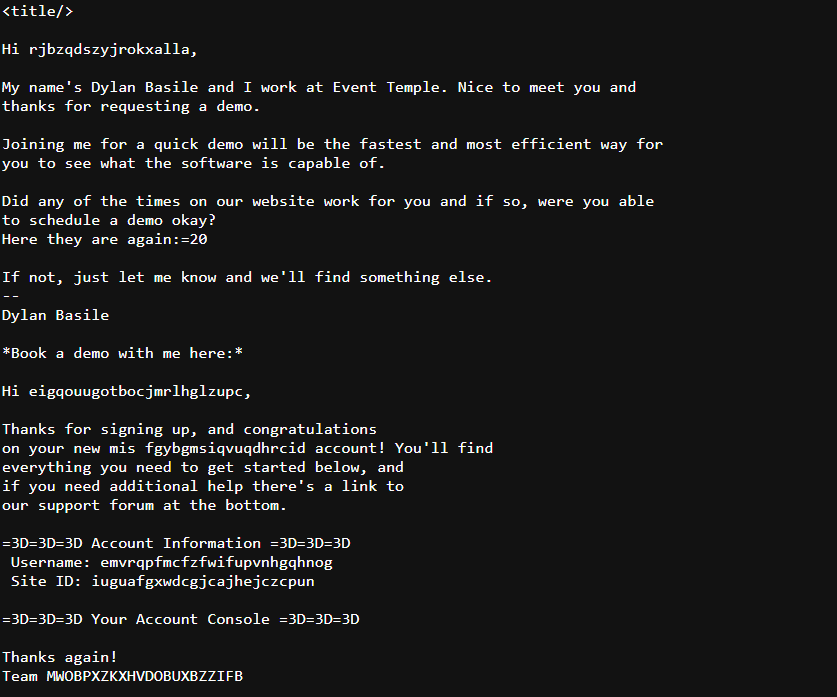 <title/>
Hi rjbzqdszyjrokxalla,
My name's Dylan Basile and I work at Event Temple. Nice to meet you and
thanks for requesting a demo.
Joining me for a quick demo will be the fastest and most efficient way for
you to see what the software is capable of.
Did any of the times on our website work for you and if so, were you able
to schedule a demo okay?
Here they are again:=20
If not, just let me know and we'll find something else.
--
Dylan Basile
*Book a demo with me here:*
Hi eigqouugotbocjmrlhglzupc,
Thanks for signing up, and congratulations
on your new mis fgybgmsiqvuqdhrcid account! You'll find
everything you need to get started below, and
if you need additional help there's a link to
our support forum at the bottom.
=3D=3D=3D Account Information =3D=3D=3D
Username: emvrqpfmcfzfwifupvnhgqhnog
Site ID: iuguafgxwdcgjcajhejczcpun
=3D=3D=3D Your Account Console =3D=3D=3D
Thanks again!
Team MWOBPXZKXHVDOBUXBZZIFB